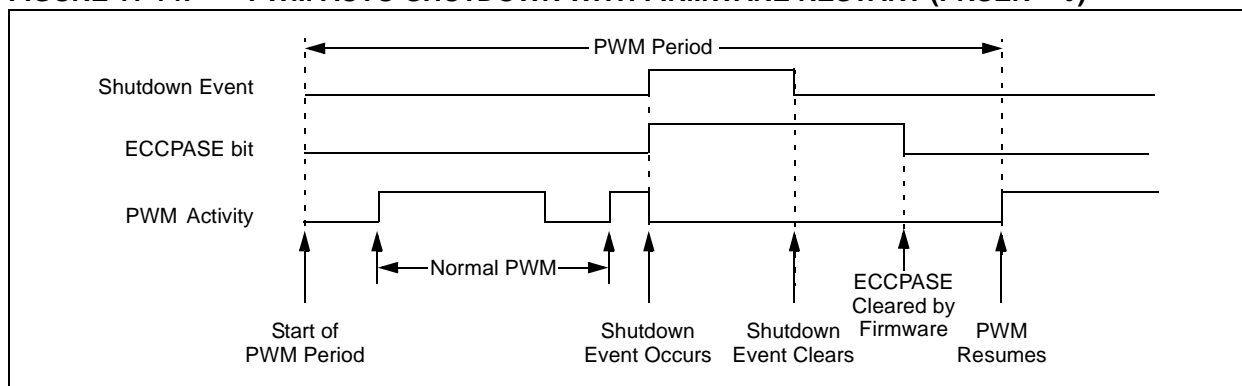 PWM Period
Shutdown Event
ECCPASE bit
PWM Activity
Normal PWM
Start of
PWM Period
Shutdown
Event Occurs
Shutdown
Event Clears
ECCPASE
Cleared by
Firmware
PWM
Resumes